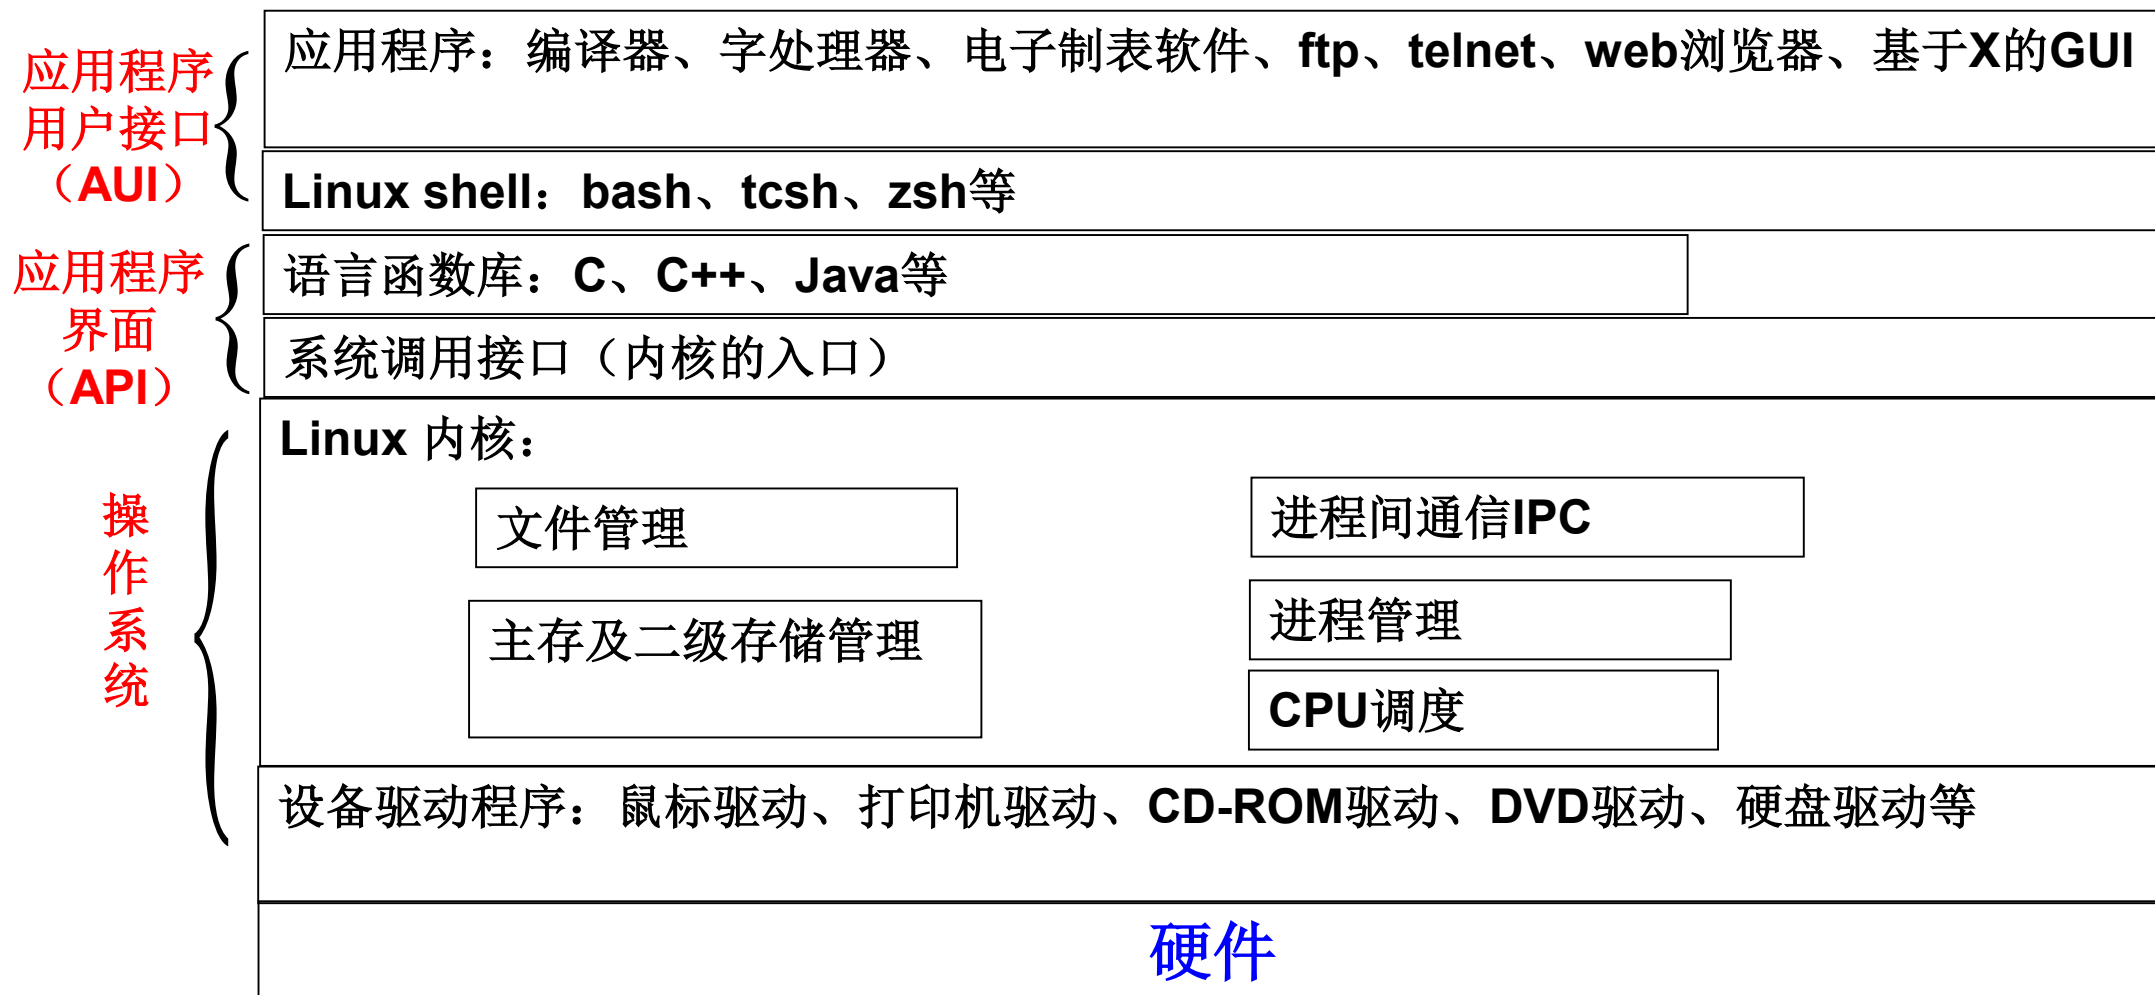 应用程序：编译器、字处理器、电子制表软件、ftp、telnet、web浏览器、基于X的GUI
应用程序
用户接口
（AUI）
Linux shell：bash、tcsh、zsh等
应用程序
界面
（API）
语言函数库：C、C++、Java等
系统调用接口（内核的入口）
Linux 内核：
操
作
系
统
文件管理
进程间通信IPC
主存及二级存储管理
进程管理
CPU调度
设备驱动程序：鼠标驱动、打印机驱动、CD-ROM驱动、DVD驱动、硬盘驱动等
硬件